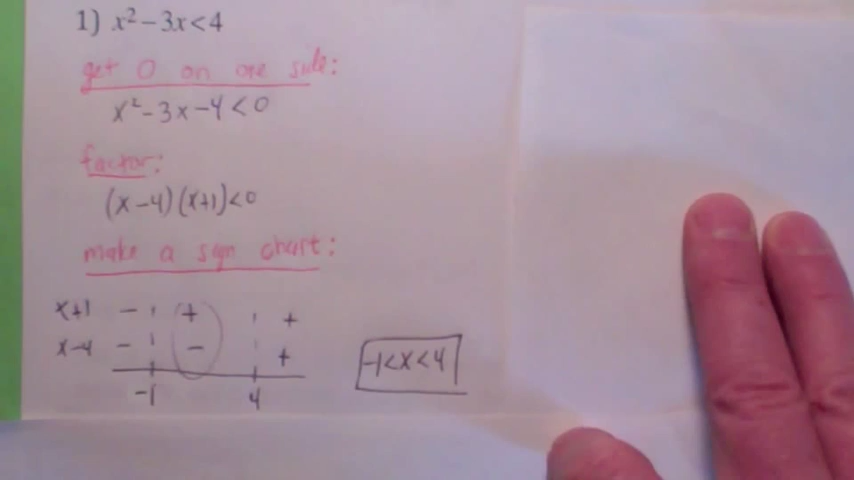 1) x² − 3x < 4
get 0 on one side:
x² − 3x − 4 < 0
factor:
(x − 4)(x+1) < 0
make a sign chart:
x+1 − + +
x−4 − − +
−1 4
−1 < x < 4